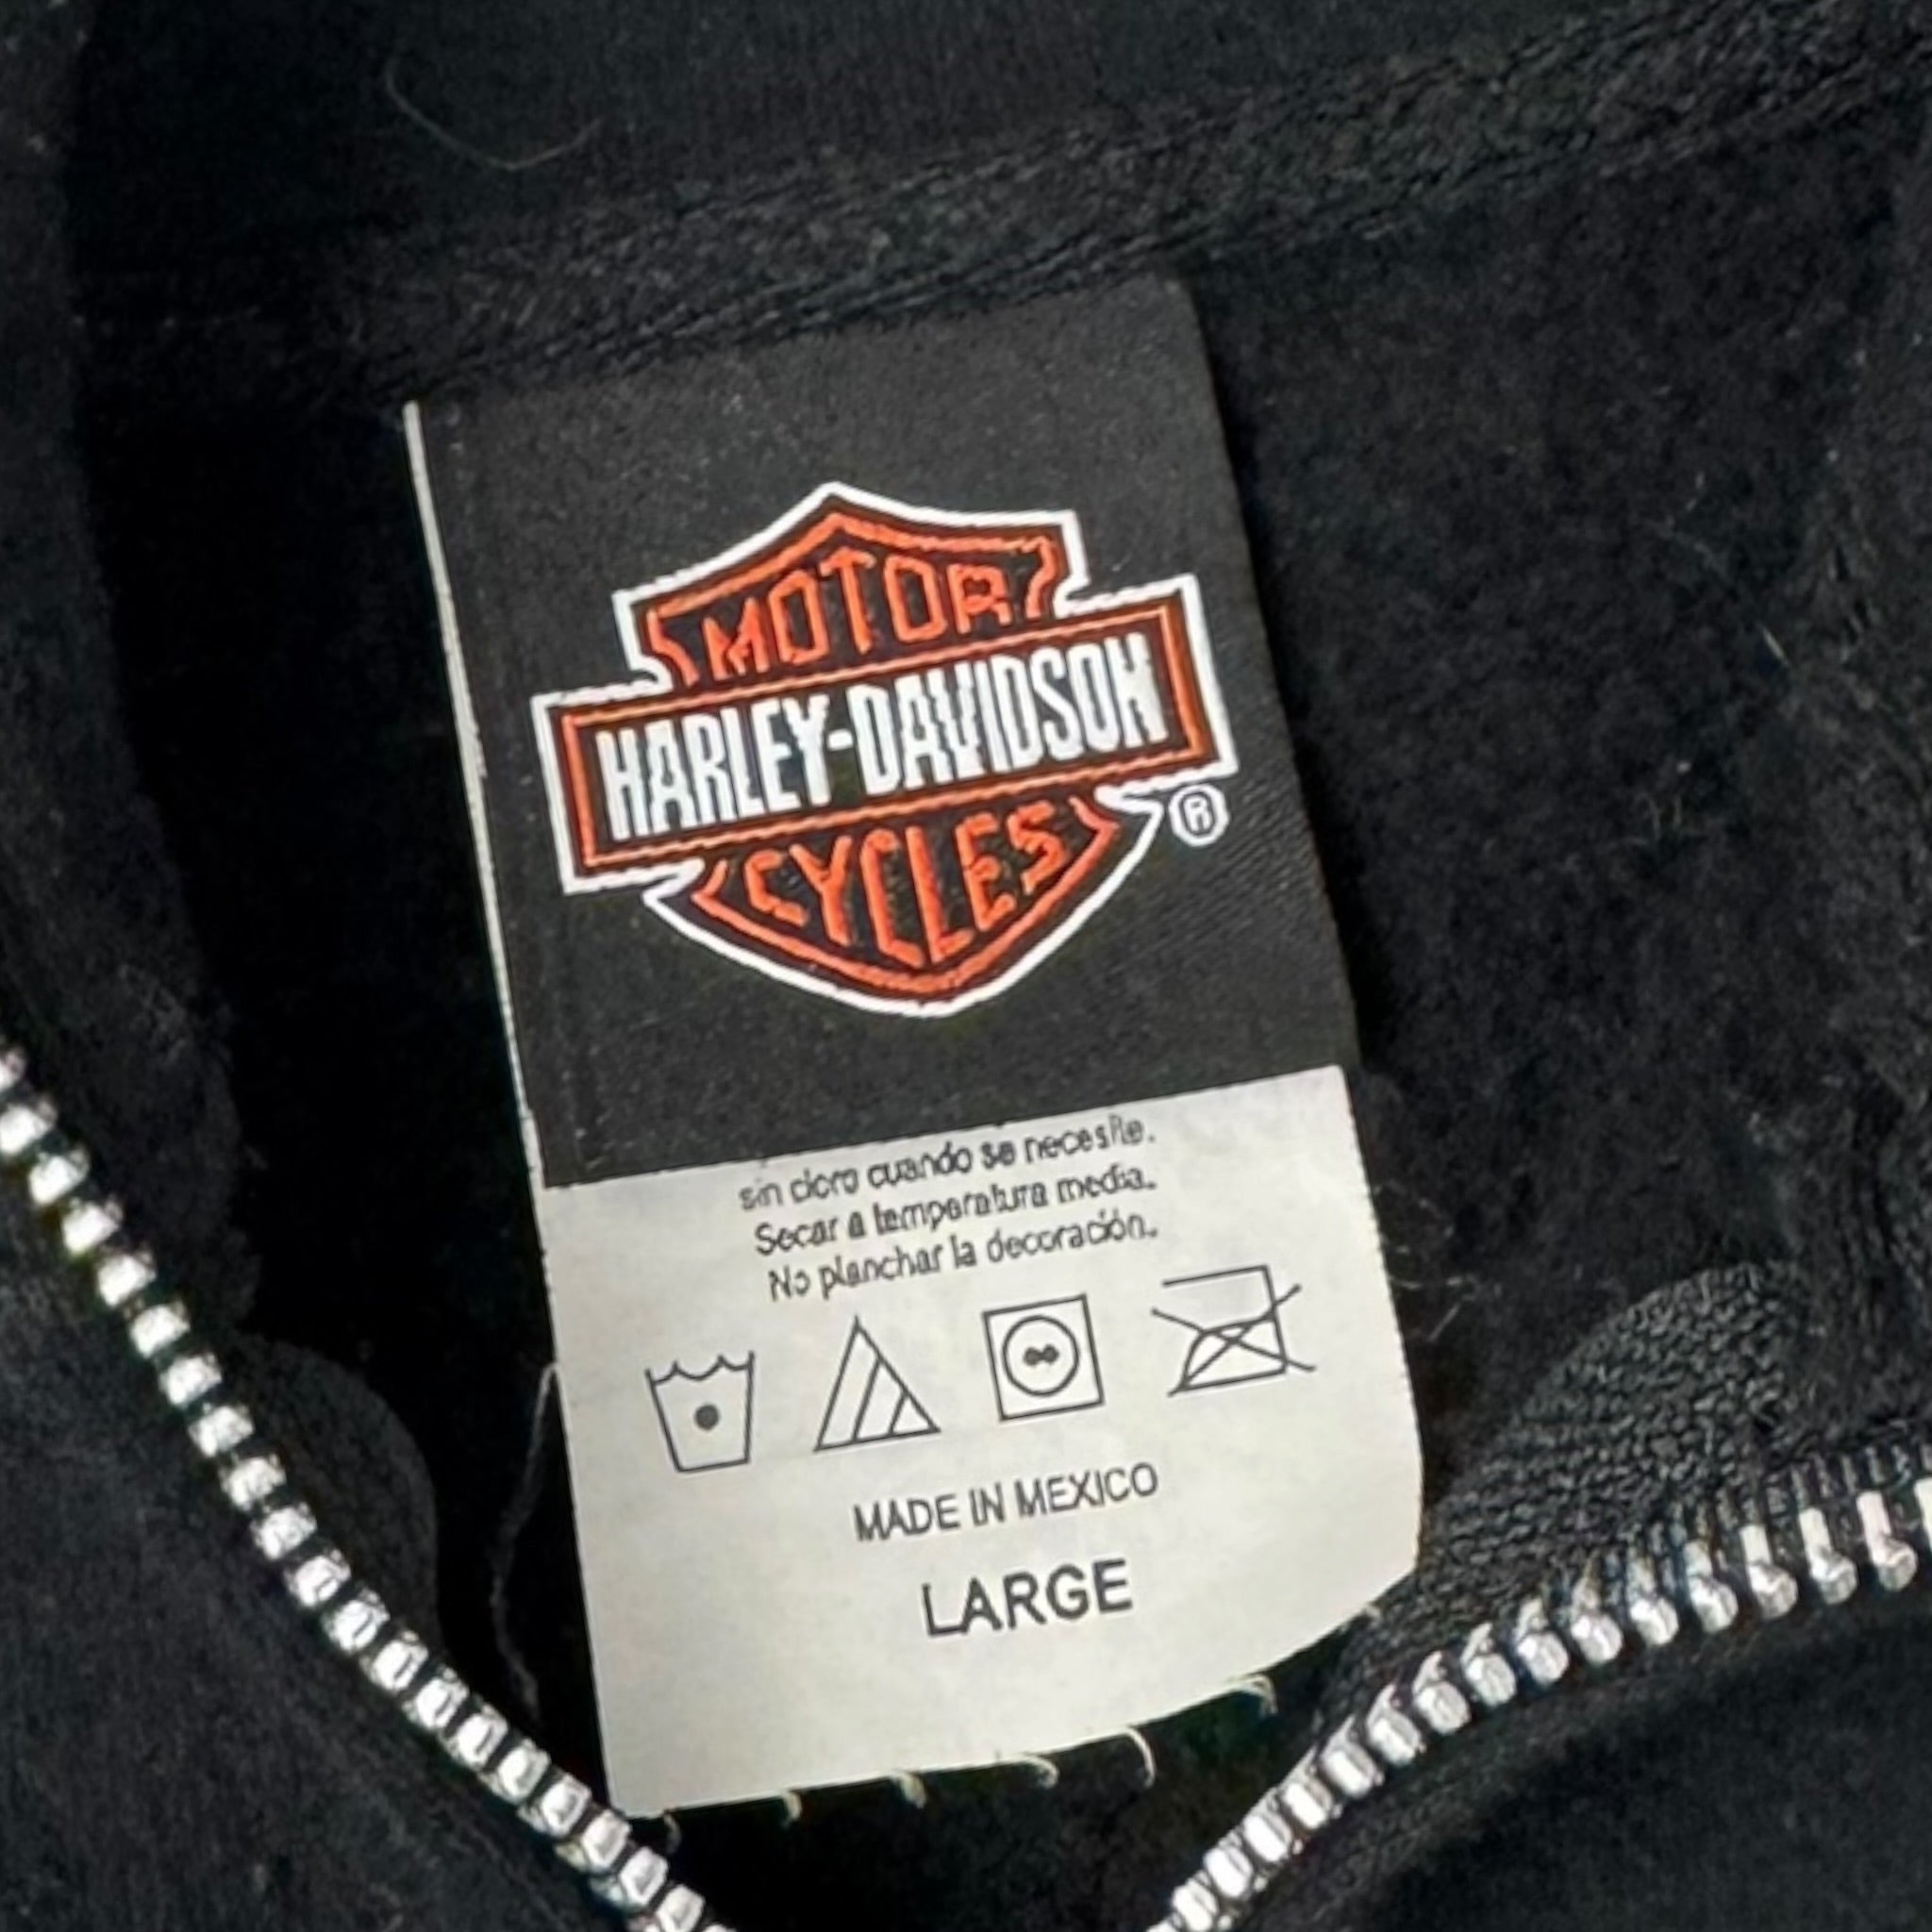 MOTOR
HARLEY-DAVIDSON
®
CYCLES
sin cloro cuando se necesite.
Secar a temperatura media.
No planchar la decoración.
MADE IN MEXICO
LARGE